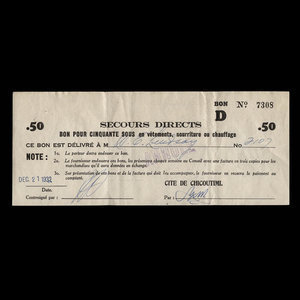 BON Nº 7308
D
.50 SECOURS DIRECTS .50
BON POUR CINQUANTE SOUS en vêtements, nourriture ou chauffage
CE BON EST DÉLIVRÉ À M No 2107
NOTE : 1o. Le porteur devra endosser ce bon.
2o. Le fournisseur endossera ces bons, les présentera chaque semaine au Conseil avec une facture en trois copies pour les
marchandises qu'il aura données en échange.
3o. Sur présentation de ces bons et de la facture qui doit les accompagner, le fournisseur en recevra le paiement au
comptant.
DEC 27 1932
Date. CITE DE CHICOUTIMI.
Contresigné par : Par :